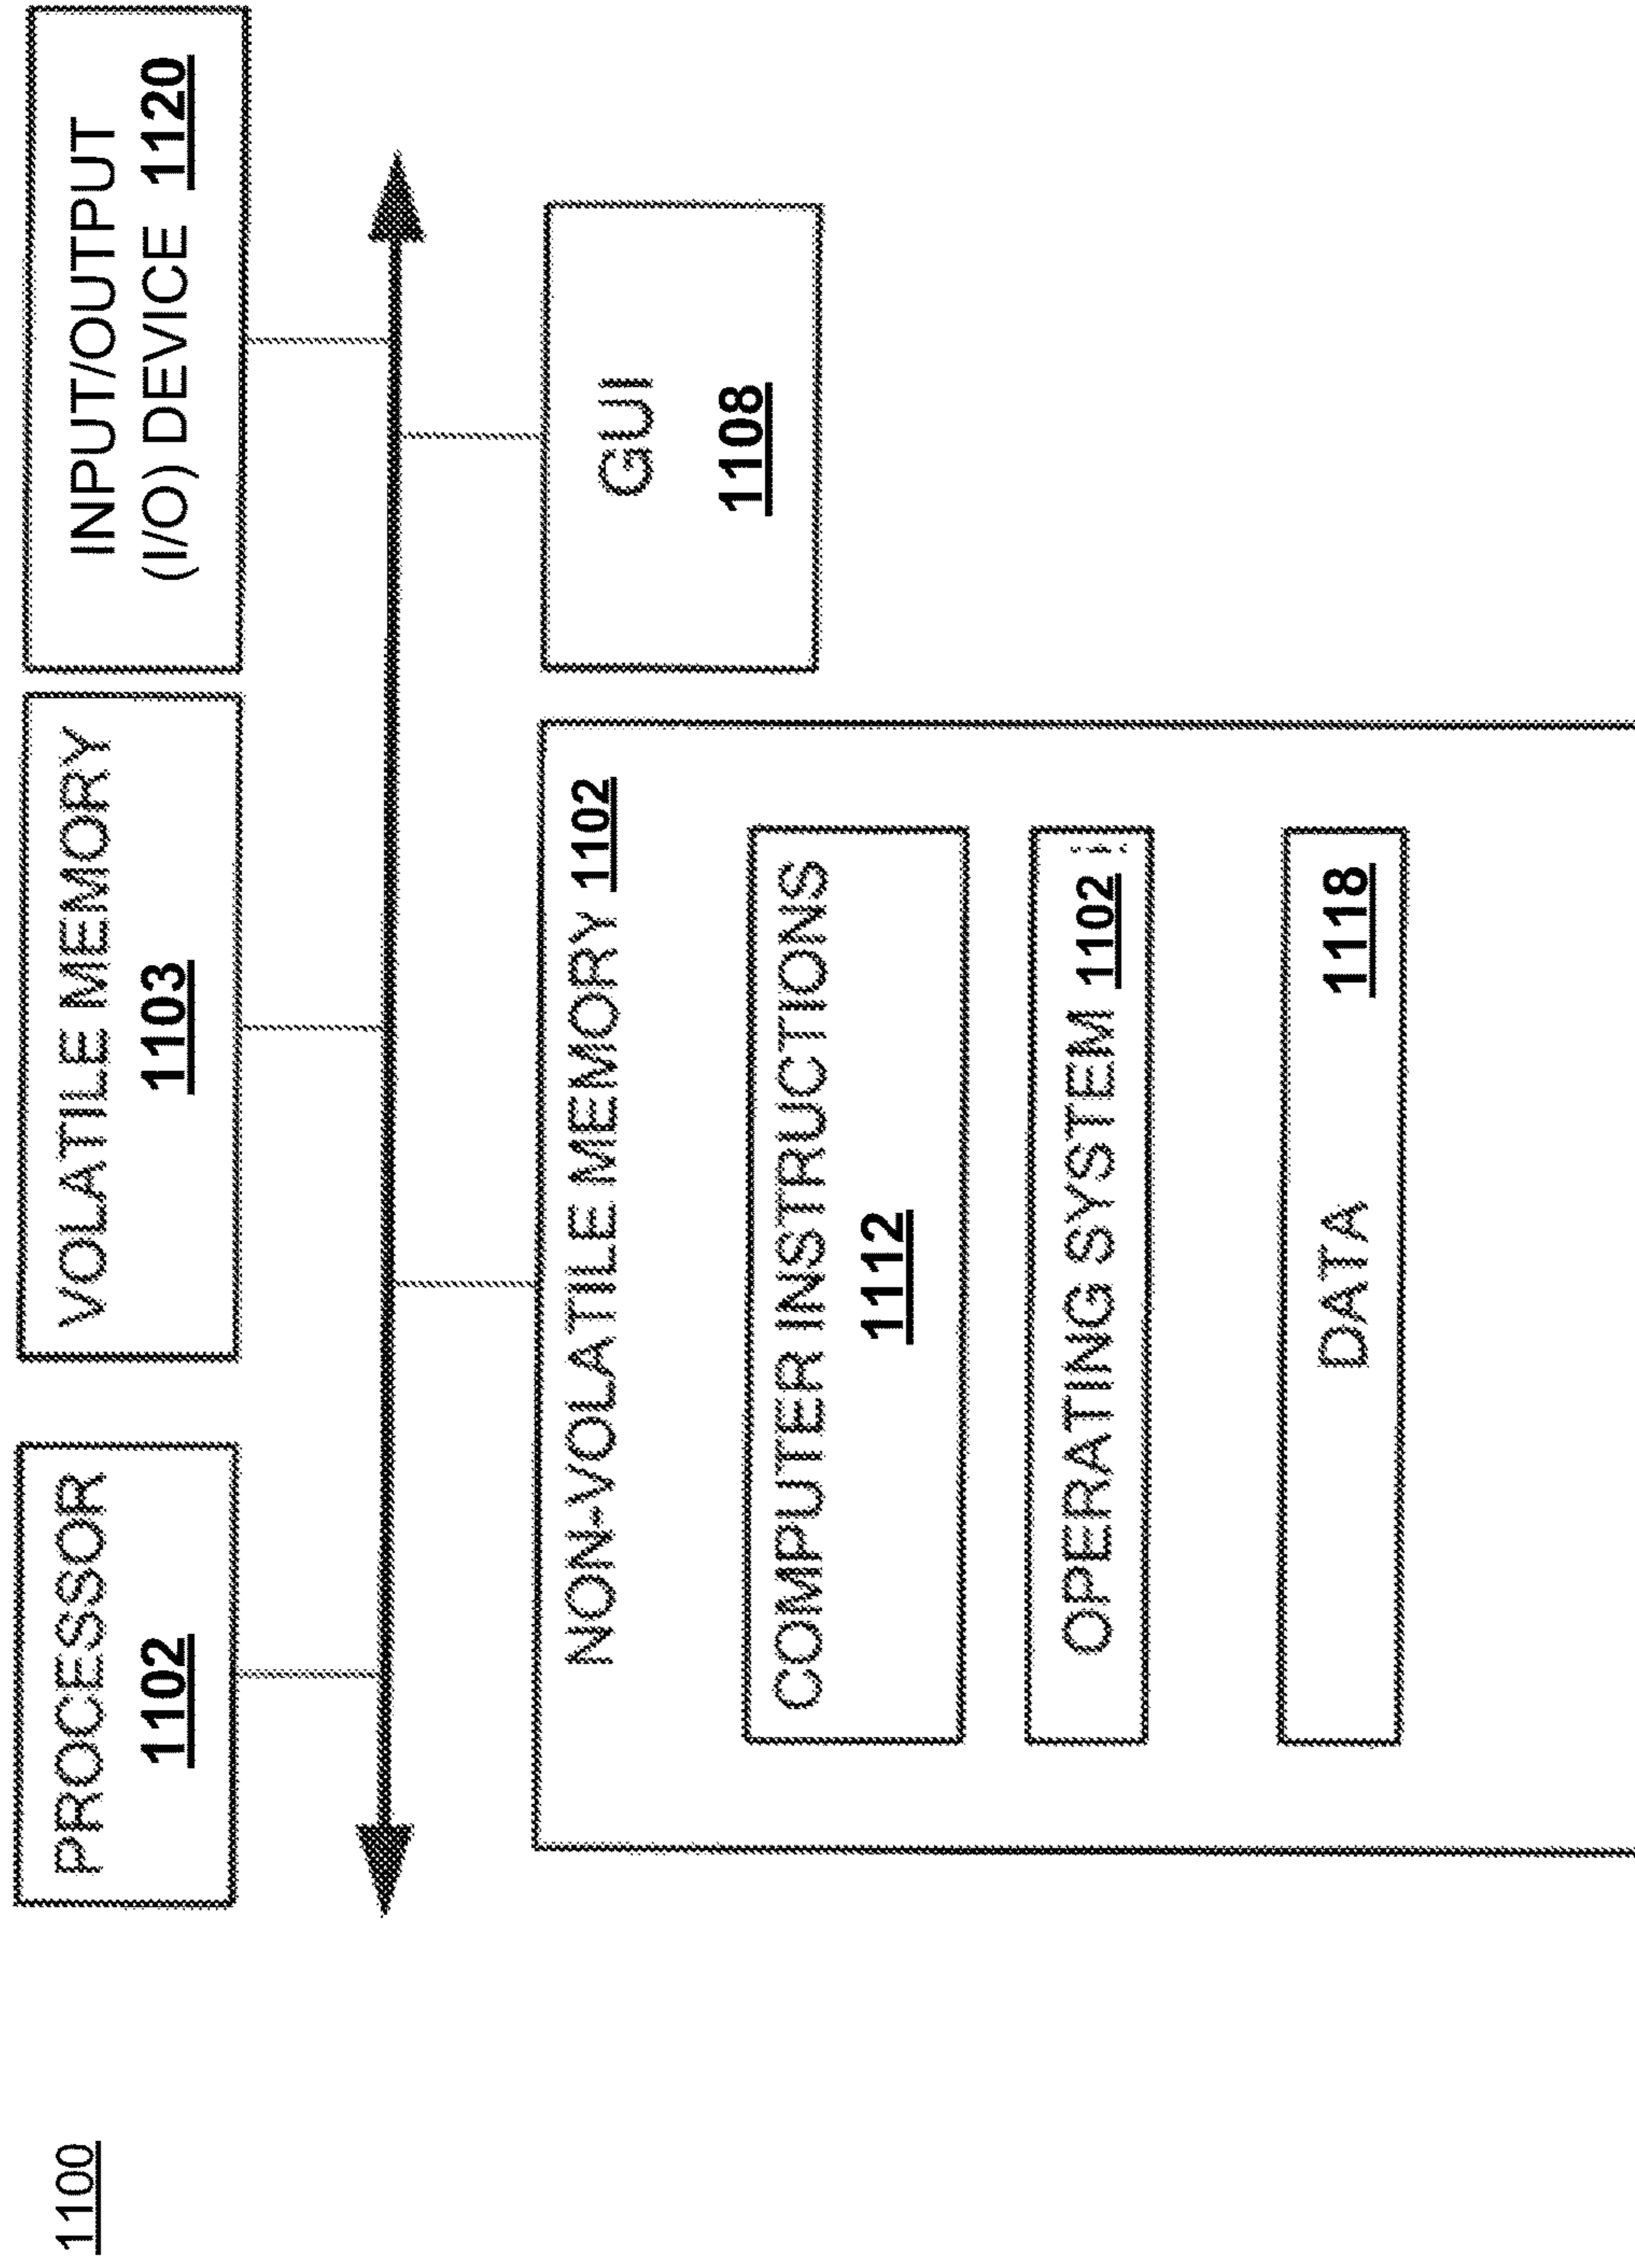 1100
PROCESSOR
1102
VOLATILE MEMORY
1103
INPUT/OUTPUT
(I/O) DEVICE 1120
NON-VOLATILE MEMORY 1102
COMPUTER INSTRUCTIONS
1112
OPERATING SYSTEM 1102
DATA 1118
GUI
1108